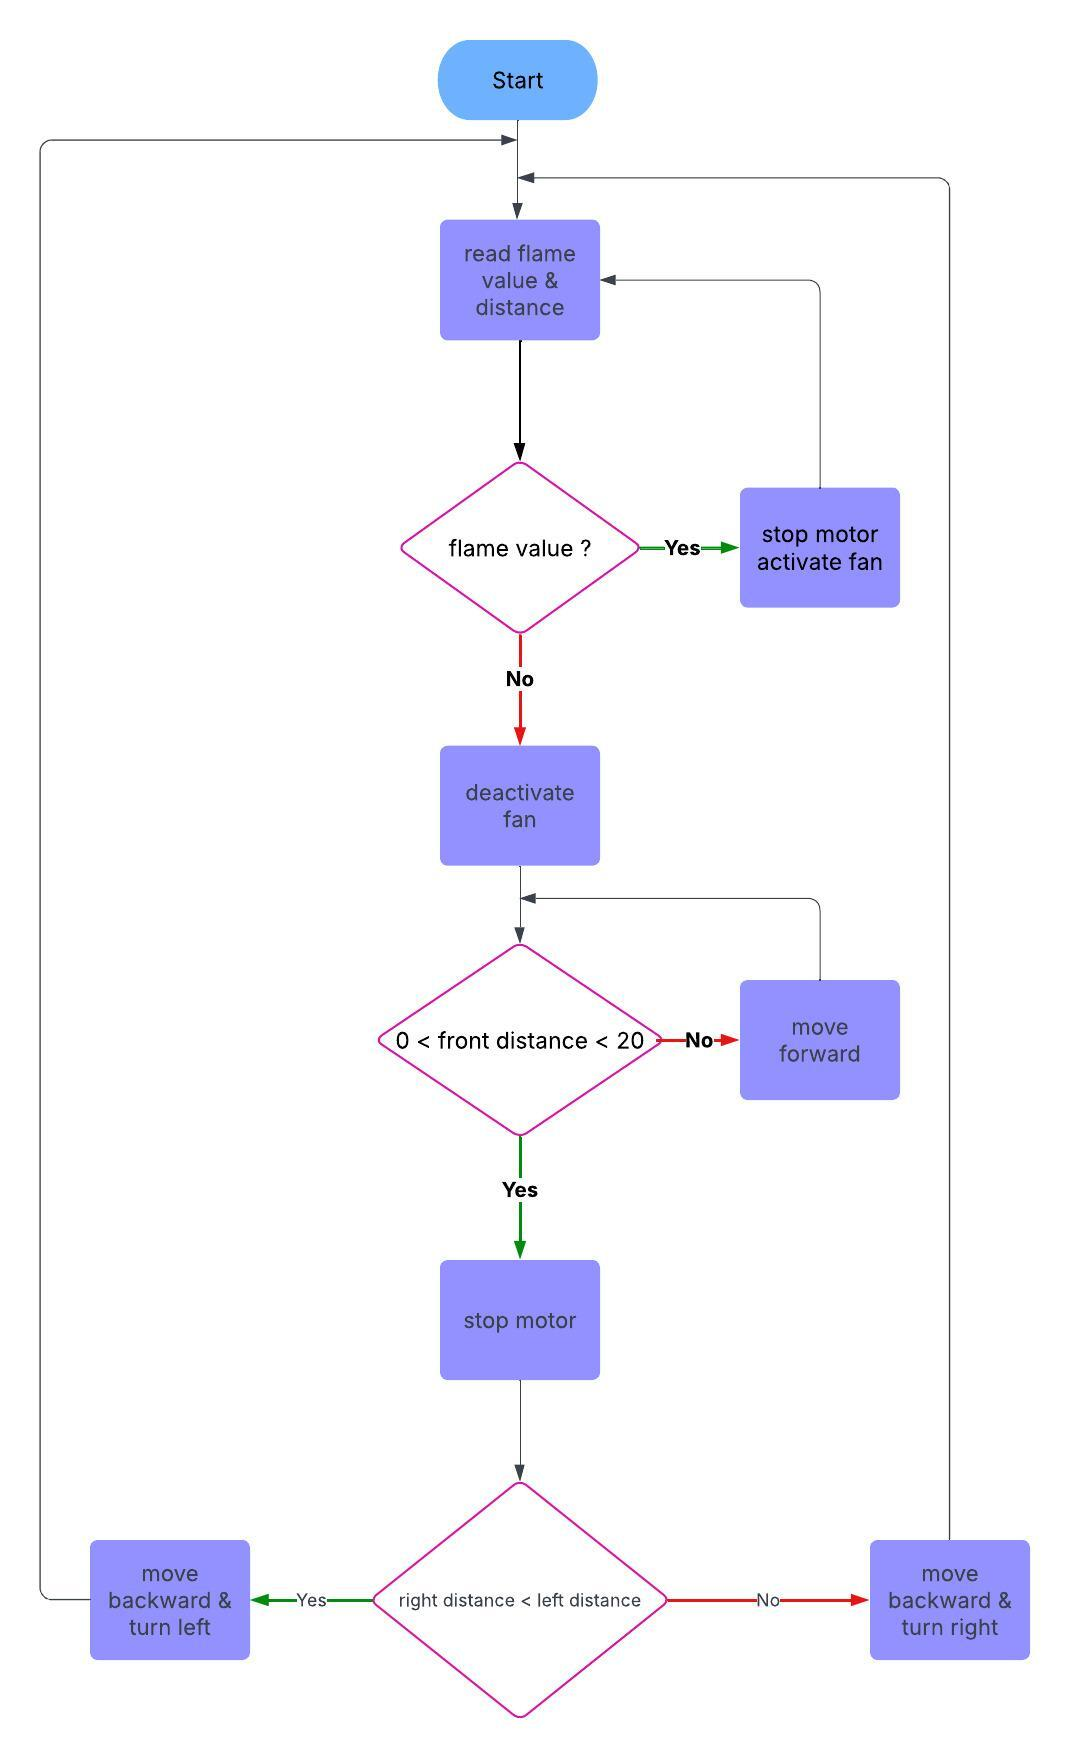 Start
read flame
value &
distance
flame value ?
Yes
stop motor
activate fan
No
deactivate
fan
0 < front distance < 20
No
move
forward
Yes
stop motor
move
backward &
turn left
Yes
right distance < left distance
No
move
backward &
turn right